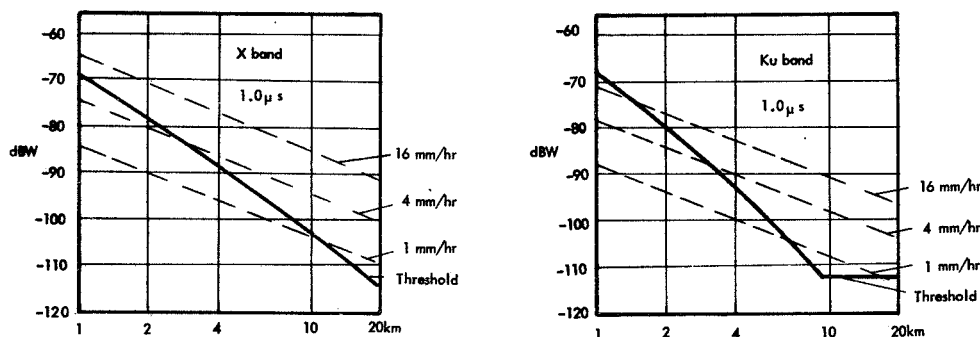 -60
-70
-80
dBW
-90
-100
-110
-120
X band
1.0μ s
16 mm/hr
4 mm/hr
1 mm/hr
Threshold
1
2
4
10
20km
-60
-70
-80
dBW
-90
-100
-110
-120
Ku band
1.0μ s
16 mm/hr
4 mm/hr
1 mm/hr
Threshold
1
2
4
10
20km